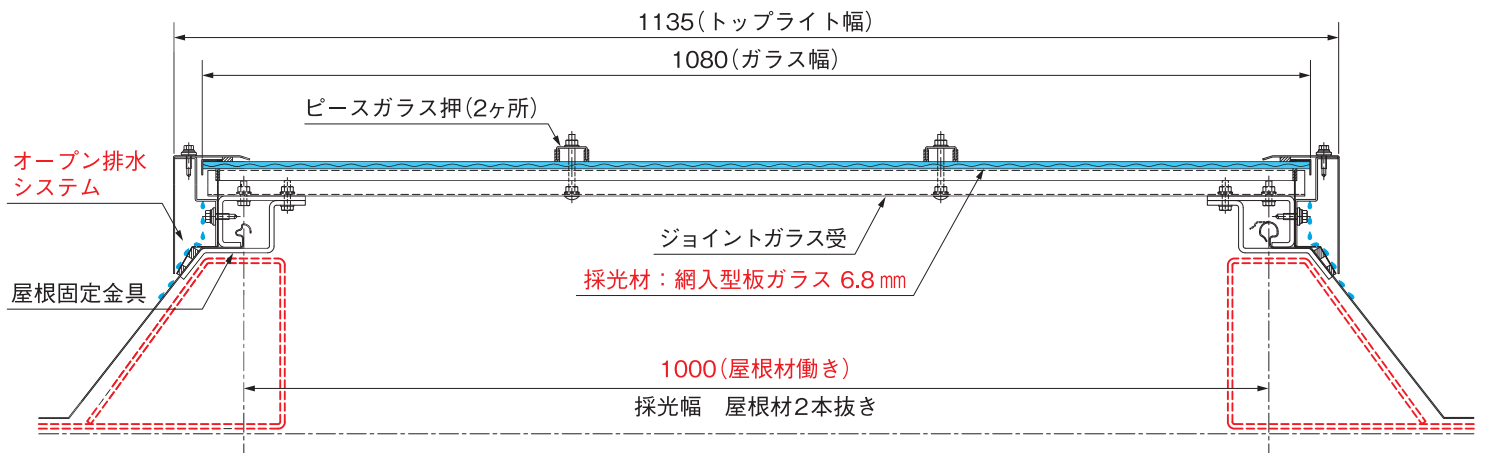 1135(トップライト幅)
1080(ガラス幅)
ピースガラス押(2ヶ所)
オープン排水
システム
ジョイントガラス受
採光材:網入型板ガラス 6.8 mm
屋根固定金具
1000(屋根材働き)
採光幅 屋根材2本抜き